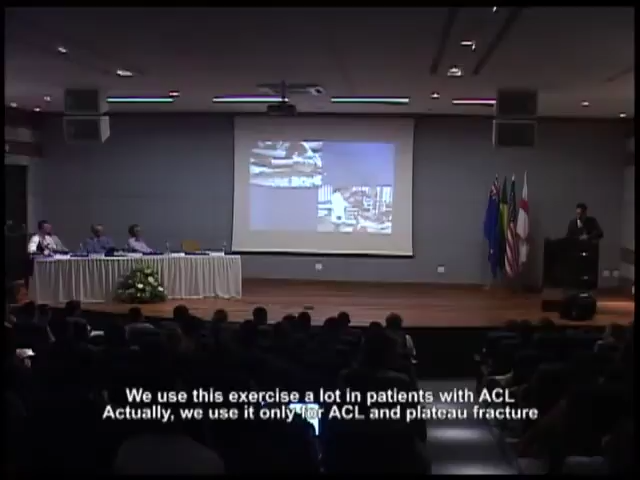 We use this exercise a lot in patients with ACL
Actually, we use it only for ACL and plateau fracture